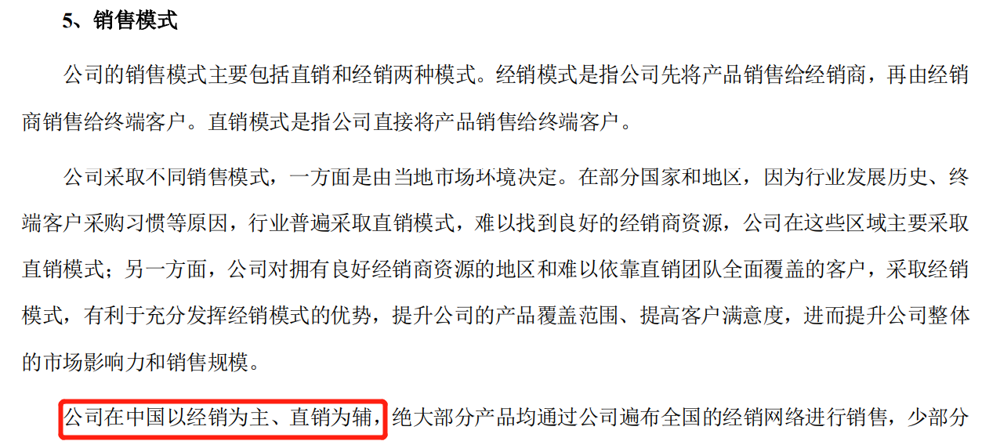 5、销售模式
公司的销售模式主要包括直销和经销两种模式。经销模式是指公司先将产品销售给经销商，再由经销
商销售给终端客户。直销模式是指公司直接将产品销售给终端客户。
公司采取不同销售模式，一方面是由当地市场环境决定。在部分国家和地区，因为行业发展历史、终
端客户采购习惯等原因，行业普遍采取直销模式，难以找到良好的经销商资源，公司在这些区域主要采取
直销模式；另一方面，公司对拥有良好经销商资源的地区和难以依靠直销团队全面覆盖的客户，采取经销
模式，有利于充分发挥经销模式的优势，提升公司的产品覆盖范围、提高客户满意度，进而提升公司整体
的市场影响力和销售规模。
公司在中国以经销为主、直销为辅，绝大部分产品均通过公司遍布全国的经销网络进行销售，少部分